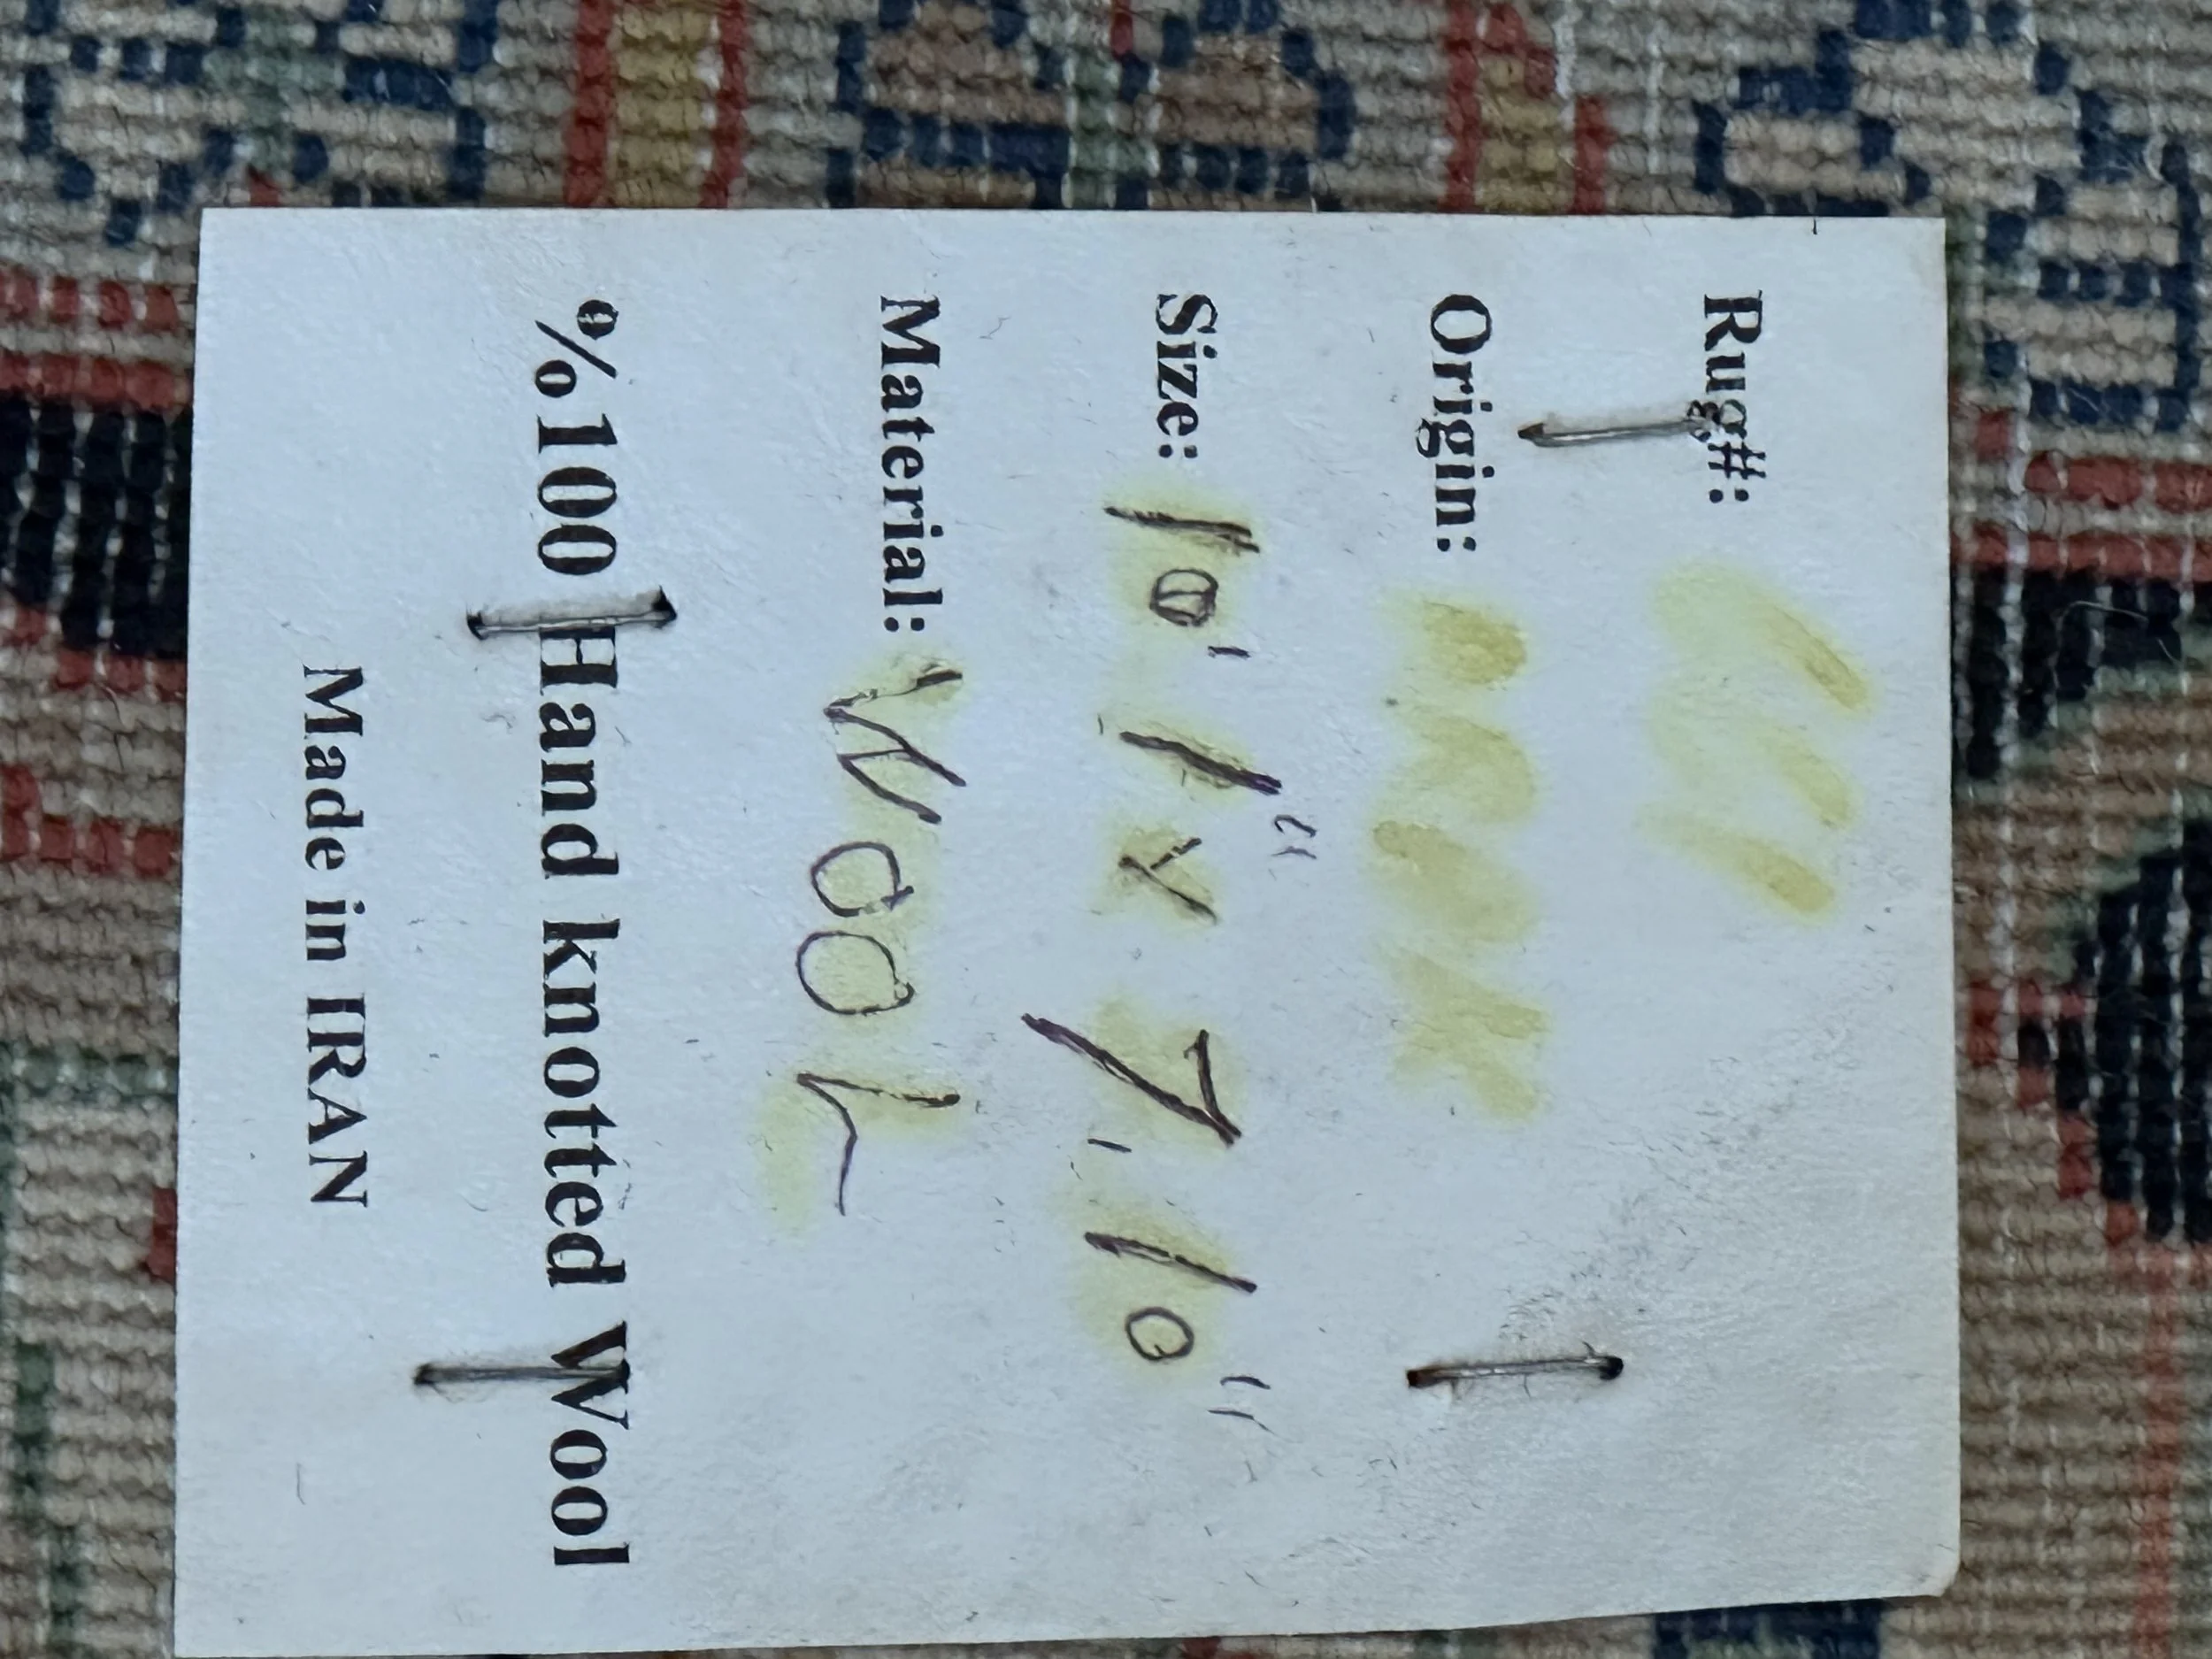 Rug#:
Origin:
Size: 10' 1" x 7' 10"
Material: WOOL
%100 Hand knotted Wool
Made in IRAN